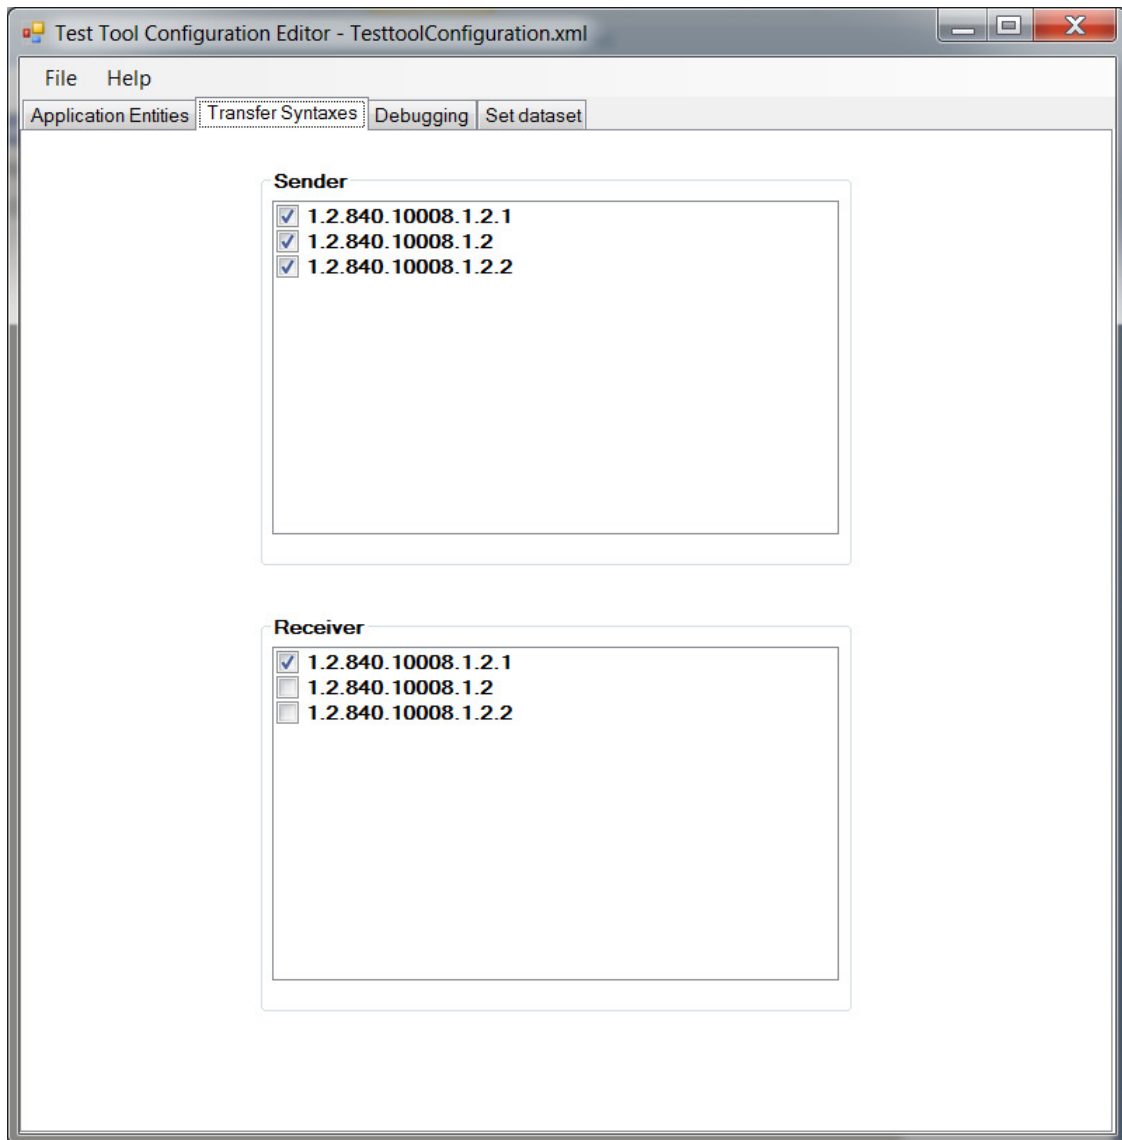 Test Tool Configuration Editor - TesttoolConfiguration.xml
File Help
Application Entities Transfer Syntaxes Debugging Set dataset
Sender
1.2.840.10008.1.2.1
1.2.840.10008.1.2
1.2.840.10008.1.2.2
Receiver
1.2.840.10008.1.2.1
1.2.840.10008.1.2
1.2.840.10008.1.2.2